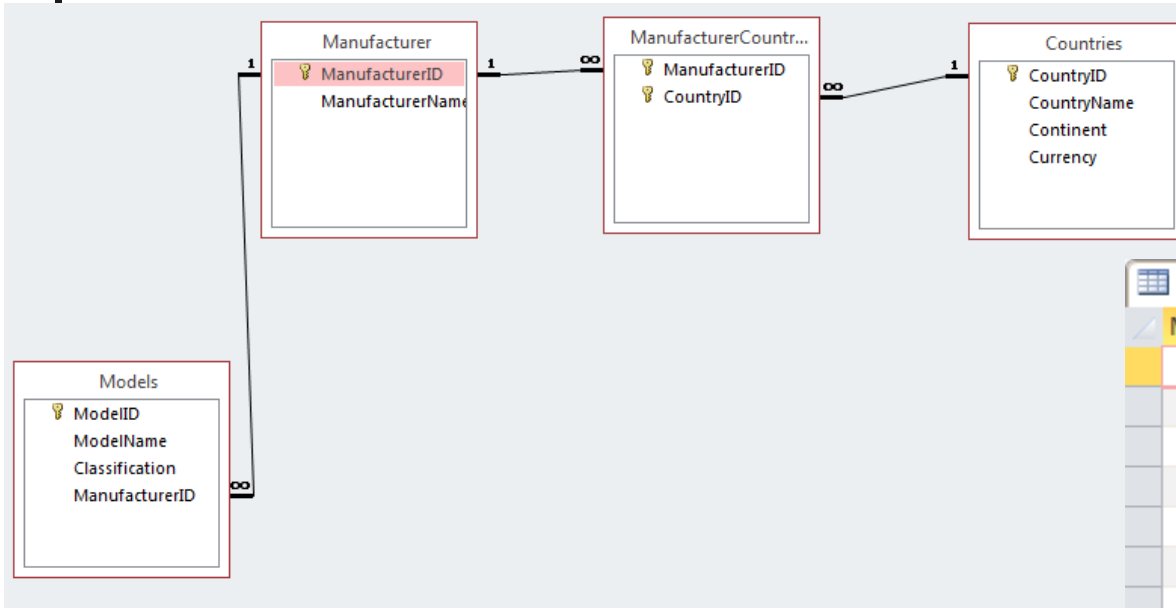 Manufacturer
ManufacturerID
ManufacturerName
ManufacturerCountr...
ManufacturerID
CountryID
Countries
CountryID
CountryName
Continent
Currency
1
1
∞
∞
1
Models
ModelID
ModelName
Classification
ManufacturerID
∞